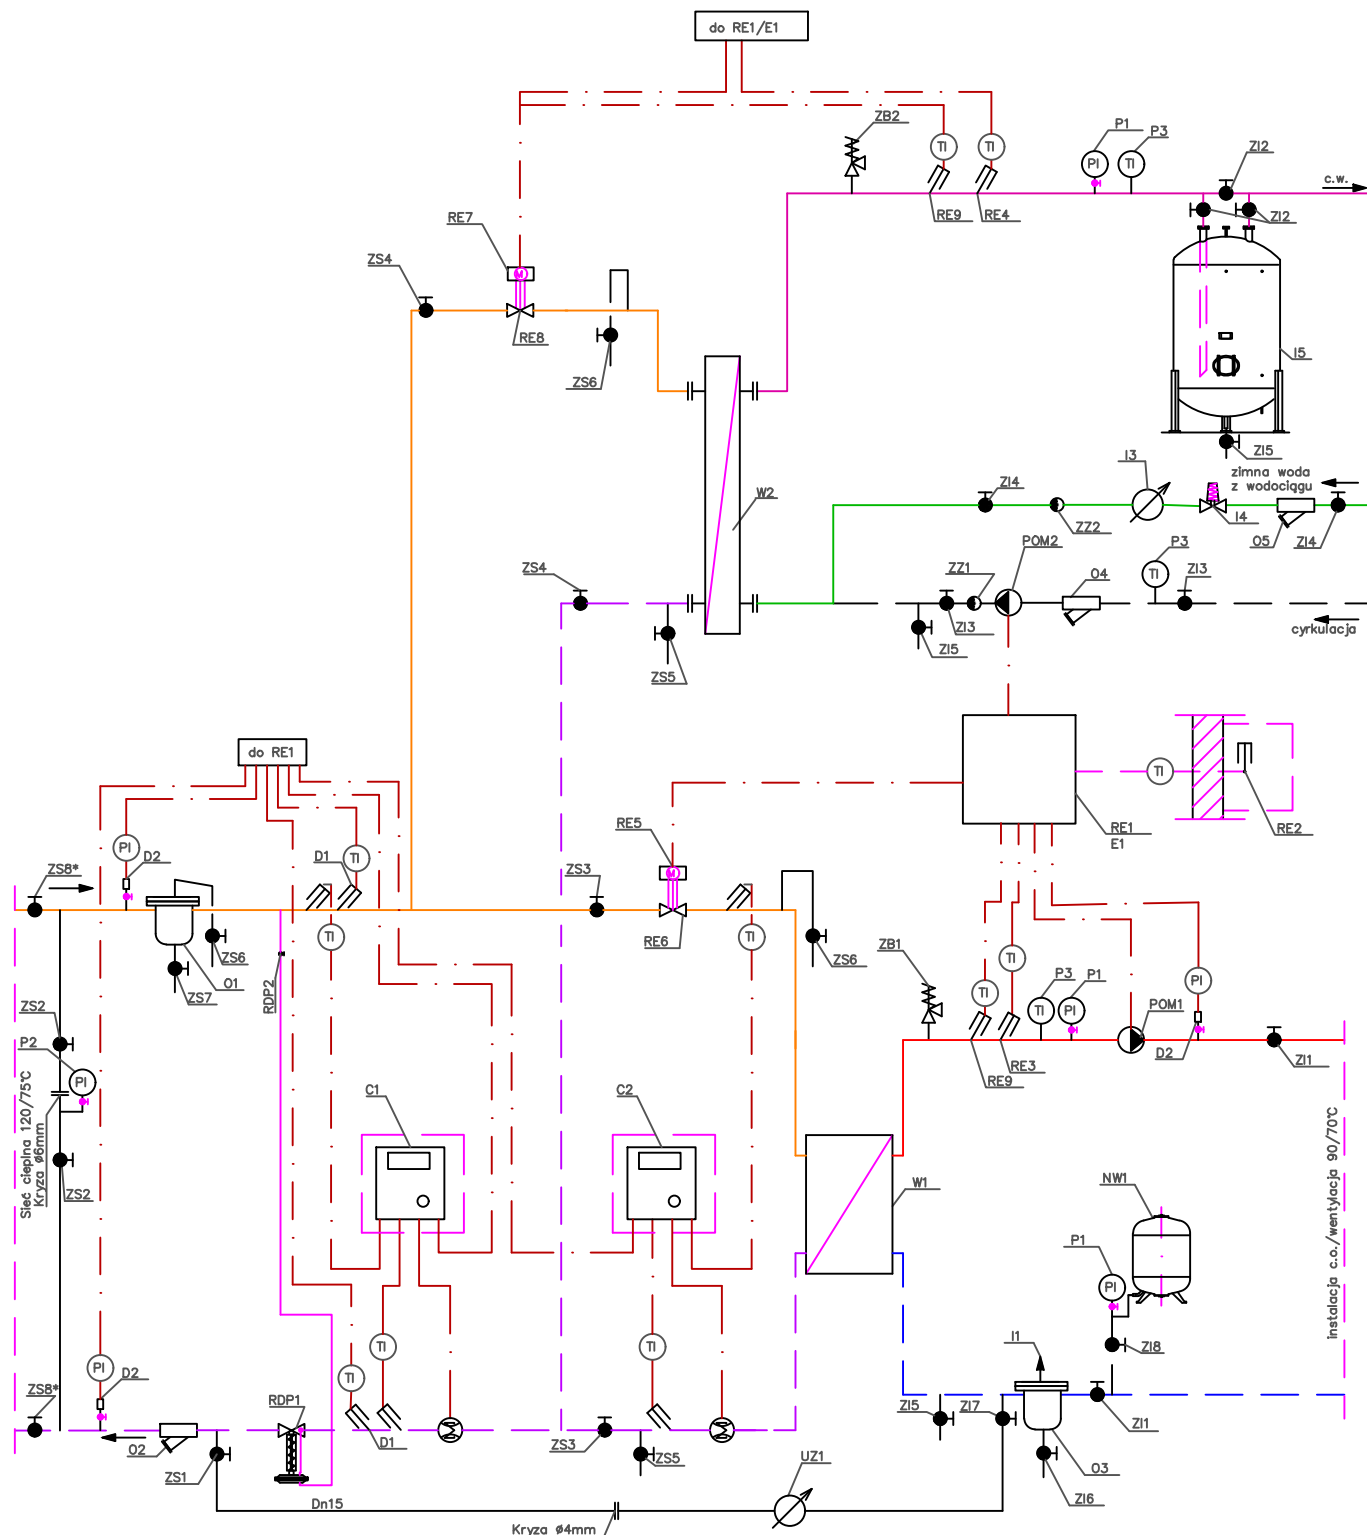 do RE1/E1
ZB2
P1
P3
ZI2
c.w.
TI
TI
PI
TI
RE9
RE4
ZI2
RE7
ZS4
M
RE8
ZS6
I5
ZI5
I3
zimna woda
z wodociągu
W2
ZI4
ZZ2
I4
O5
ZI4
POM2
P3
ZS4
ZZ1
O4
TI
ZI3
ZI3
ZI5
cyrkulacja
ZS5
do RE1
TI
RE1
E1
RE2
RE5
PI
D2
D1
TI
ZS8*
ZS3
M
RE6
TI
TI
ZS6
O1
ZS7
RDP2
ZS6
ZB1
TI
TI
P3
P1
TI
PI
PI
POM1
D2
ZI1
RE9
RE3
ZS2
P2
PI
Sieć cieplna 120/75°C
Kryza ø6mm
ZS2
C1
C2
W1
NW1
P1
PI
instalacja c.o./wentylacja 90/70°C
I1
ZI8
ZS8*
PI
D2
RDP1
TI
TI
TI
D1
O2
ZS1
ZS3
ZS5
ZI5
ZI7
ZI1
O3
ZI6
UZ1
Dn15
Kryza ø4mm